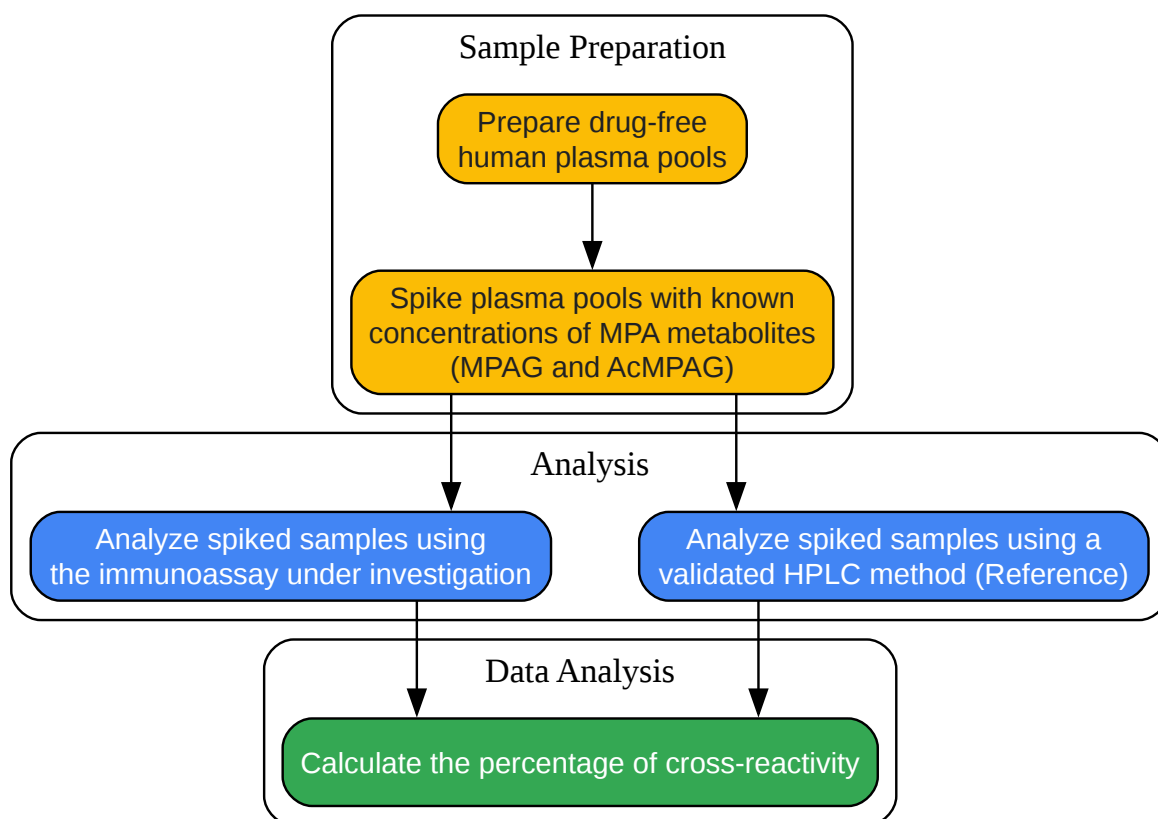 Sample Preparation
Prepare drug-free
human plasma pools
Spike plasma pools with known
concentrations of MPA metabolites
(MPAG and AcMPAG)
Analysis
Analyze spiked samples using
the immunoassay under investigation
Analyze spiked samples using a
validated HPLC method (Reference)
Data Analysis
Calculate the percentage of cross-reactivity